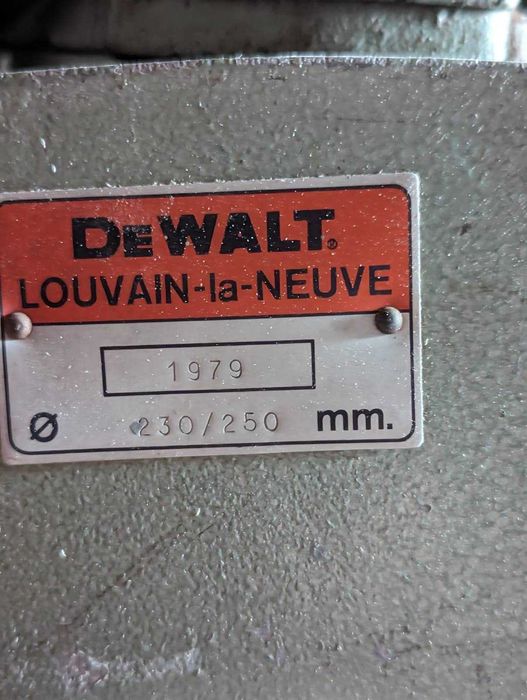 DEWALT®
LOUVAIN-la-NEUVE
1979
Ø 230/250 mm.